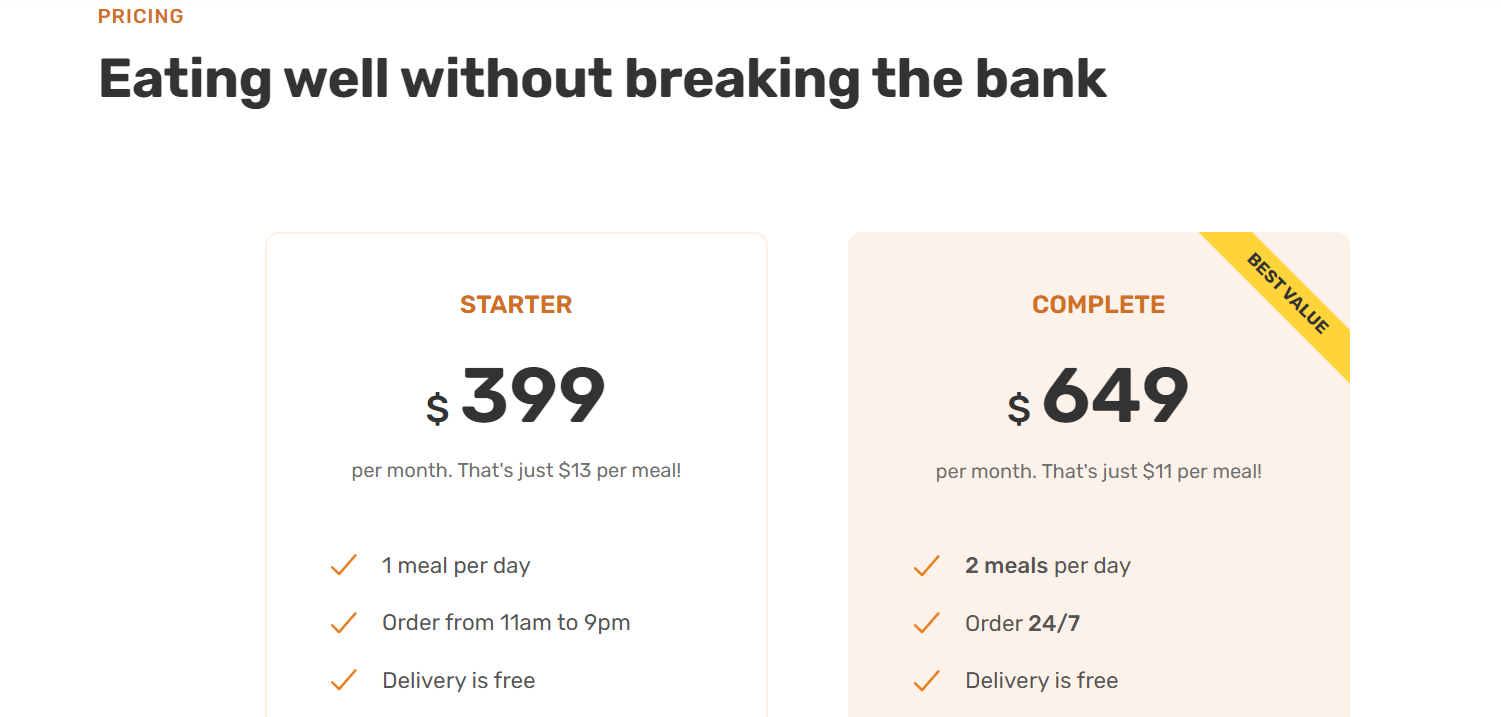 PRICING
Eating well without breaking the bank
STARTER
$ 399
per month. That's just $13 per meal!
1 meal per day
Order from 11am to 9pm
Delivery is free
BEST VALUE
COMPLETE
$ 649
per month. That's just $11 per meal!
2 meals per day
Order 24/7
Delivery is free